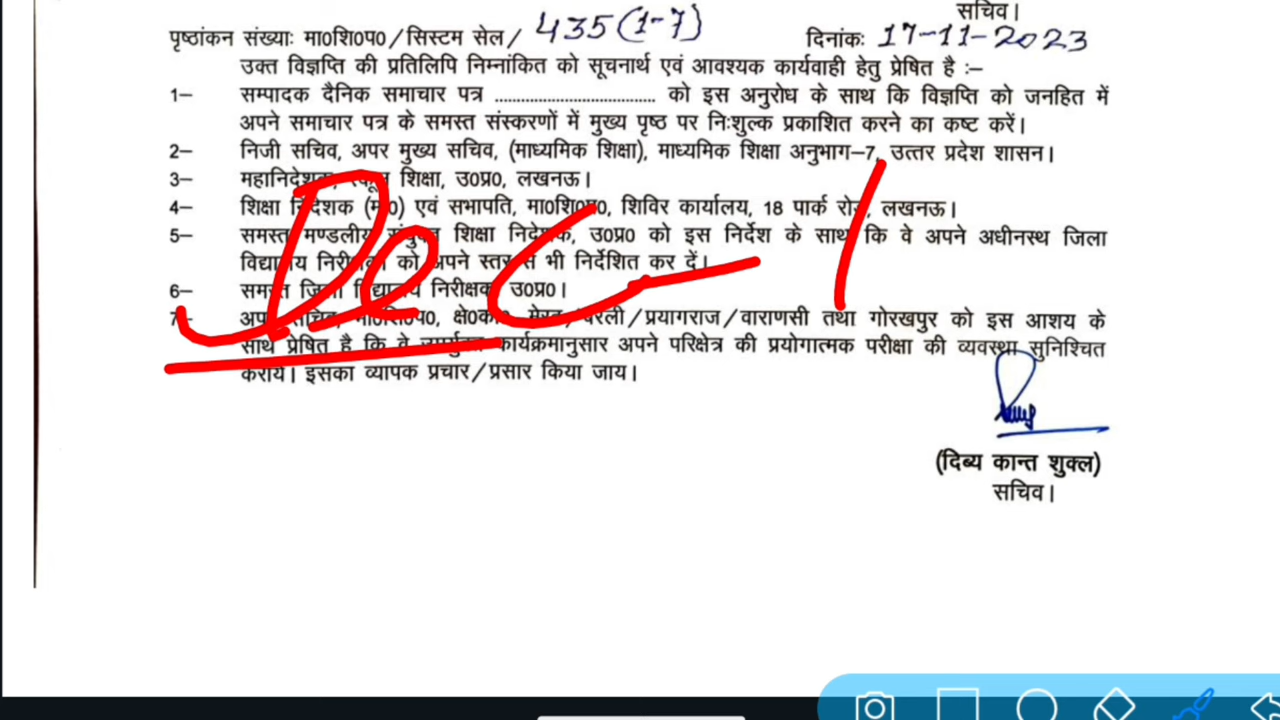 सचिव।
पृष्ठांकन संख्याः मा0शि0प0/सिस्टम सेल/ 435(1-7) दिनांकः 17-11-2023
उक्त विज्ञप्ति की प्रतिलिपि निम्नांकित को सूचनार्थ एवं आवश्यक कार्यवाही हेतु प्रेषित है :–
1– सम्पादक दैनिक समाचार पत्र ................................... को इस अनुरोध के साथ कि विज्ञप्ति को जनहित में
अपने समाचार पत्र के समस्त संस्करणों में मुख्य पृष्ठ पर निःशुल्क प्रकाशित करने का कष्ट करें।
2– निजी सचिव, अपर मुख्य सचिव, (माध्यमिक शिक्षा), माध्यमिक शिक्षा अनुभाग–7, उत्तर प्रदेश शासन।
3– महानिदेशक, स्कूल शिक्षा, उ0प्र0, लखनऊ।
4– शिक्षा निदेशक (मा0) एवं सभापति, मा0शि0प0, शिविर कार्यालय, 18 पार्क रोड, लखनऊ।
5– समस्त मण्डलीय संयुक्त शिक्षा निदेशक, उ0प्र0 को इस निर्देश के साथ कि वे अपने अधीनस्थ जिला
विद्यालय निरीक्षकों को अपने स्तर से भी निर्देशित कर दें।
6– समस्त जिला विद्यालय निरीक्षक, उ0प्र0।
7– अपर सचिव, मा0शि0प0, क्षे0का0, मेरठ/बरेली/प्रयागराज/वाराणसी तथा गोरखपुर को इस आशय के
साथ प्रेषित है कि वे उपर्युक्त कार्यक्रमानुसार अपने परिक्षेत्र की प्रयोगात्मक परीक्षा की व्यवस्था सुनिश्चित
करायें। इसका व्यापक प्रचार/प्रसार किया जाय।
(दिब्य कान्त शुक्ल)
सचिव।